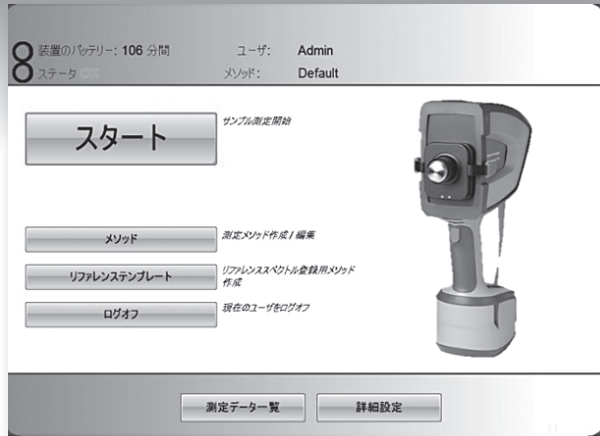 装置のバッテリー: 106 分間
ユーザ: Admin
ステータ OK
メソッド: Default
スタート
サンプル測定開始
メソッド
測定メソッド作成 / 編集
リファレンステンプレート
リファレンススペクトル登録用メソッド
作成
ログオフ
現在のユーザをログオフ
測定データ一覧
詳細設定